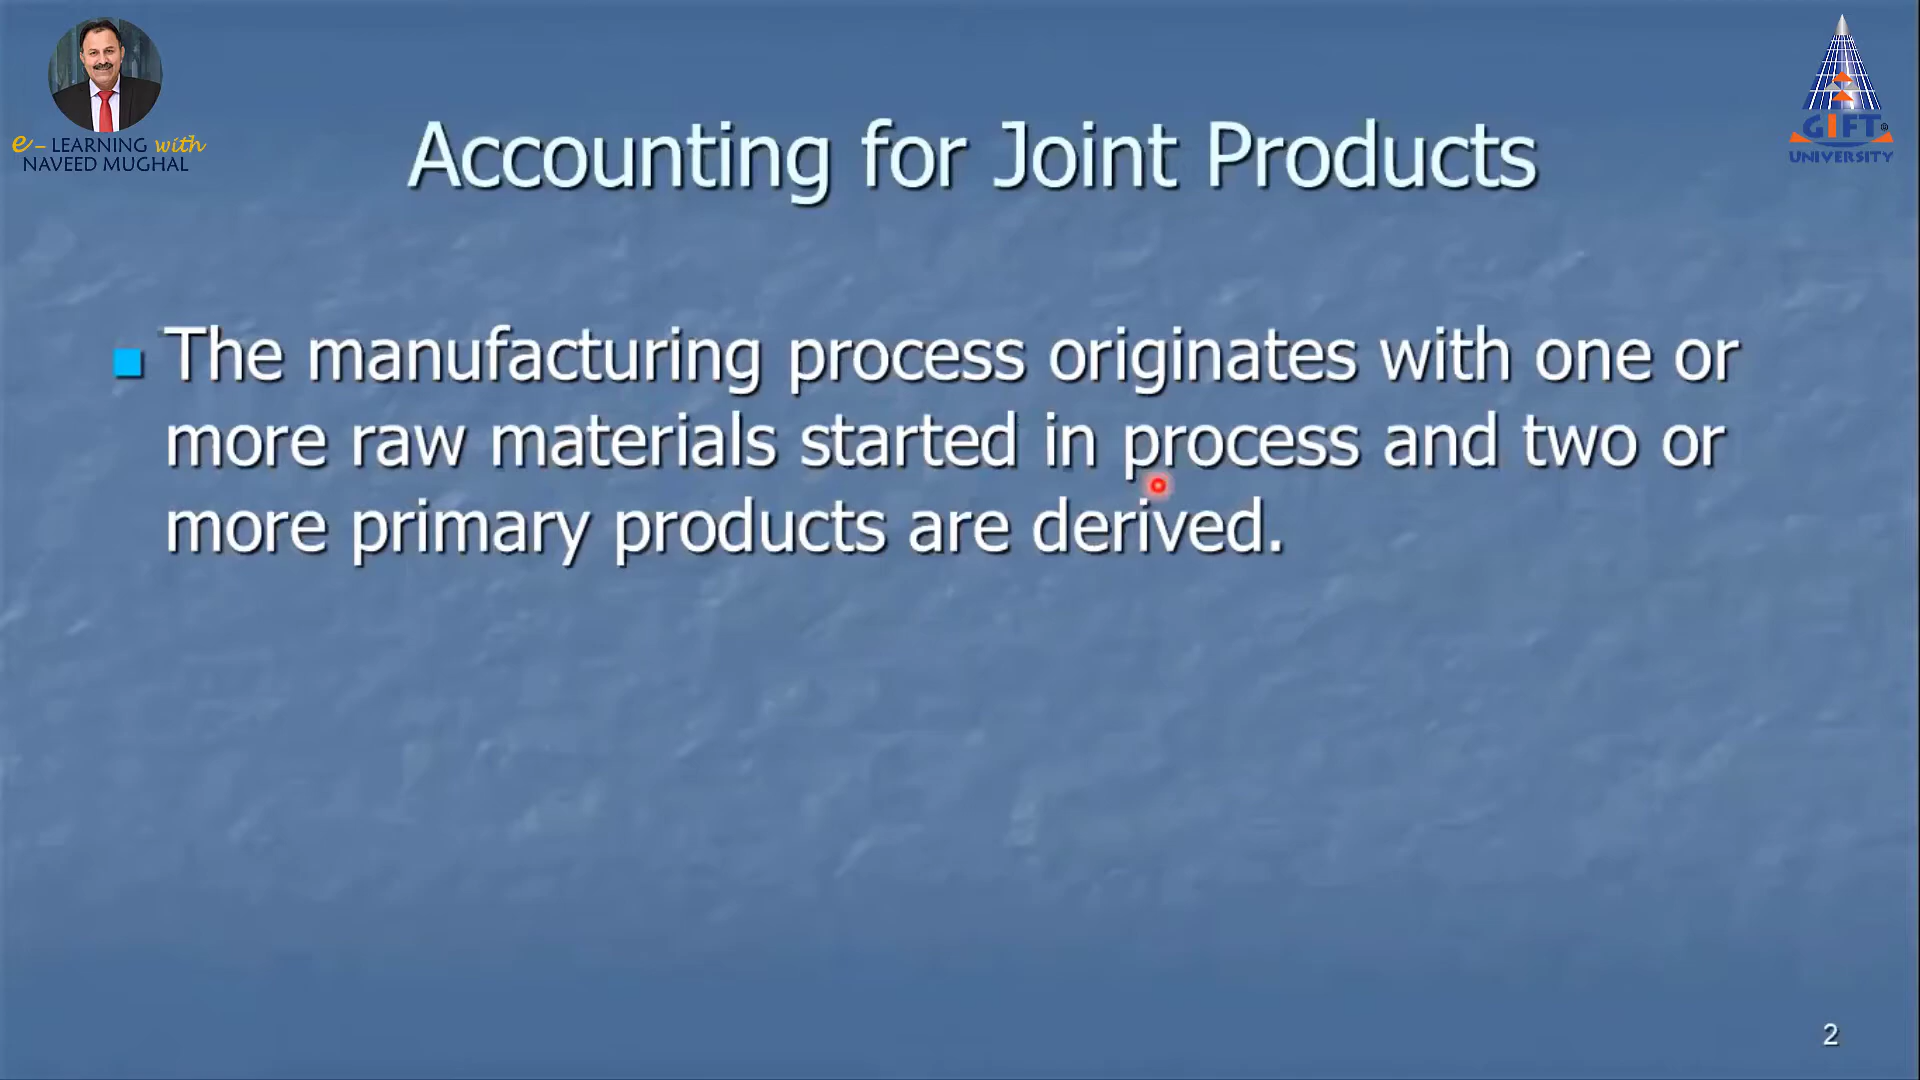 e- LEARNING with
NAVEED MUGHAL
GIFT®
UNIVERSITY
Accounting for Joint Products
The manufacturing process originates with one or
more raw materials started in process and two or
more primary products are derived.
2